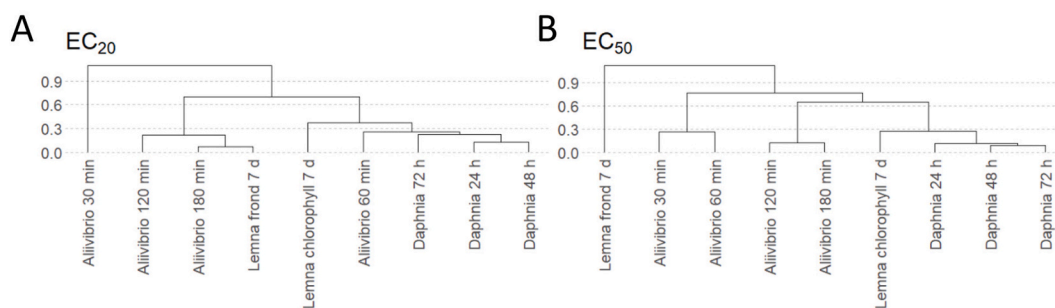 A
EC20
0.9
0.6
0.3
0.0
Aliivibrio 30 min
Aliivibrio 120 min
Aliivibrio 180 min
Lemna frond 7 d
Lemna chlorophyll 7 d
Aliivibrio 60 min
Daphnia 72 h
Daphnia 24 h
Daphnia 48 h
B
EC50
0.9
0.6
0.3
0.0
Lemna frond 7 d
Aliivibrio 30 min
Aliivibrio 60 min
Aliivibrio 120 min
Aliivibrio 180 min
Lemna chlorophyll 7 d
Daphnia 24 h
Daphnia 48 h
Daphnia 72 h